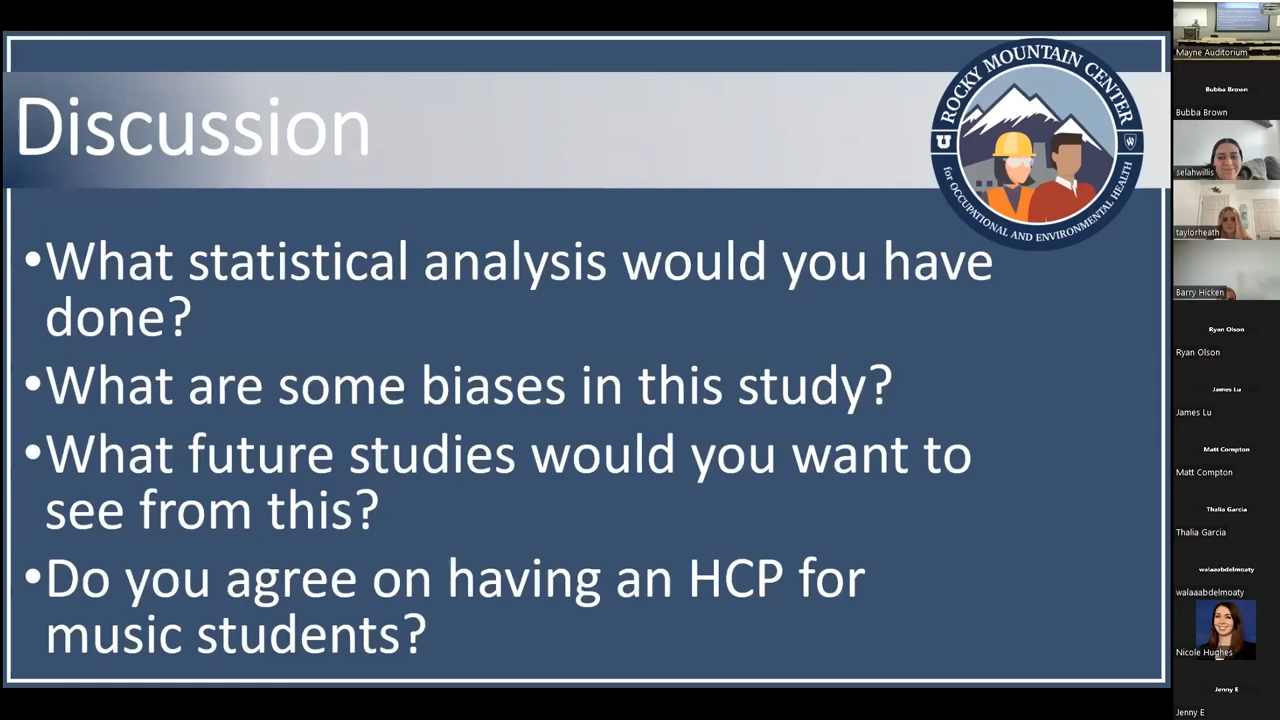 Discussion
ROCKY MOUNTAIN CENTER
for OCCUPATIONAL AND ENVIRONMENTAL HEALTH
U
•What statistical analysis would you have
done?
•What are some biases in this study?
•What future studies would you want to
see from this?
•Do you agree on having an HCP for
music students?
Mayne Auditorium
Bubba Brown
Bubba Brown
selahwillis
taylorheath
Barry Hicken
Ryan Olson
Ryan Olson
James Lu
James Lu
Matt Compton
Matt Compton
Thalia Garcia
Thalia Garcia
walaaabdelmoaty
walaaabdelmoaty
Nicole Hughes
Jenny E
Jenny E